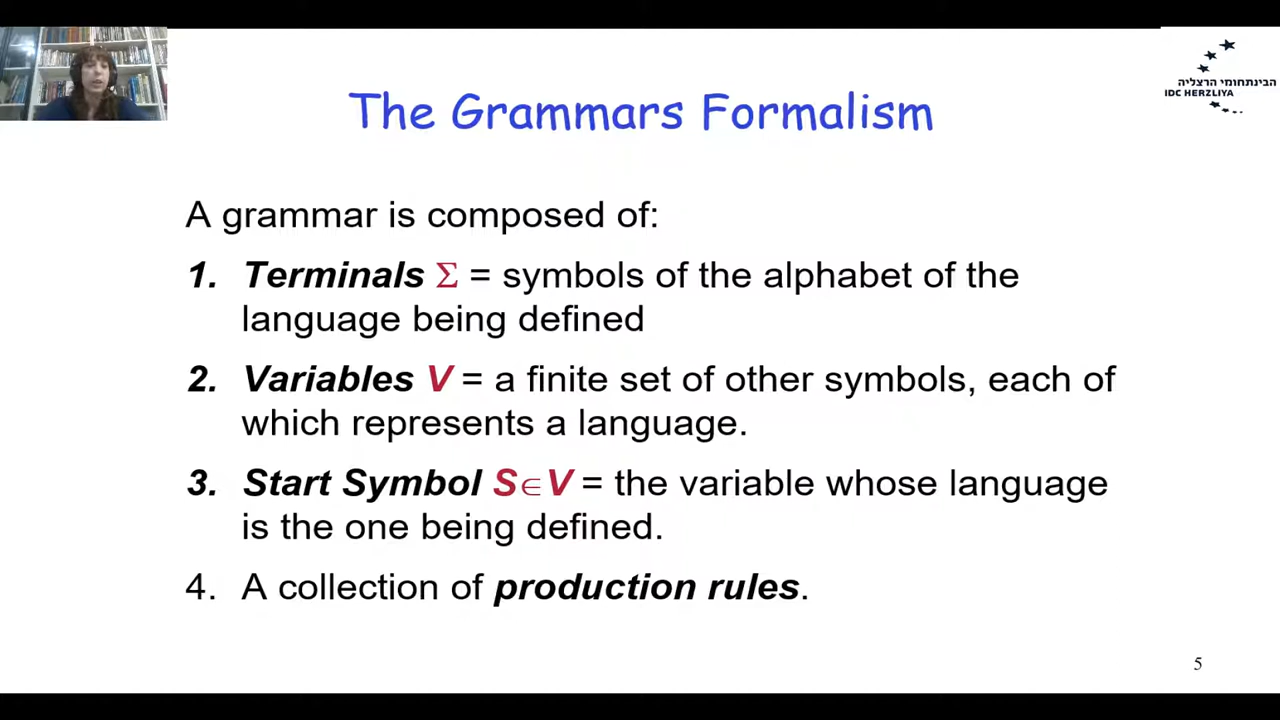 הבינתחומי הרצליה
IDC HERZLIYA
The Grammars Formalism
A grammar is composed of:
1. Terminals Σ = symbols of the alphabet of the
language being defined
2. Variables V = a finite set of other symbols, each of
which represents a language.
3. Start Symbol S∈V = the variable whose language
is the one being defined.
4. A collection of production rules.
5